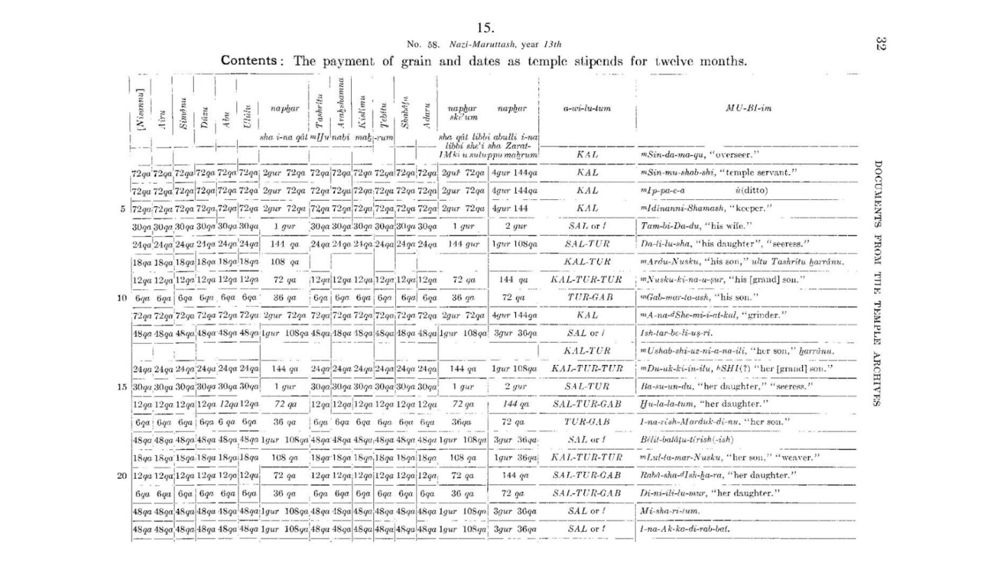 15.
No. 58. Nazi-Maruttash, year 13th
32
Contents: The payment of grain and dates as temple stipends for twelve months.
[Nisannu] Airu Simânu Dûzu Abu Ulûlu napḫar Tashrîtu Araḫshamna Kislîmu Ṭebîtu Shabâṭu Adaru napḫar napḫar a-wi-lu-tum MU-BI-im
she'um
sha i-na qât mḪunabi maḫ-rum sha qât libbi abulli i-na
libbi she'i sha Zarat-
IMki u suluppu maḫrum KAL mSin-da-ma-qu, "overseer."
72qa 72qa 72qa 72qa 72qa 72qa 2gur 72qa 72qa 72qa 72qa 72qa 72qa 72qa 2gur 72qa 4gur 144qa KAL mSin-mu-shab-shi, "temple servant."
72qa 72qa 72qa 72qa 72qa 72qa 2gur 72qa 72qa 72qa 72qa 72qa 72qa 72qa 2gur 72qa 4gur 144qa KAL mIp-pa-e-a ù(ditto)
5 72qa 72qa 72qa 72qa 72qa 72qa 2gur 72qa 72qa 72qa 72qa 72qa 72qa 72qa 2gur 72qa 4gur 144 KAL mIdinanni-Shamash, "keeper."
30qa 30qa 30qa 30qa 30qa 30qa 1 gur 30qa 30qa 30qa 30qa 30qa 30qa 1 gur 2 gur SAL or f Tam-bi-Da-du, "his wife."
24qa 24qa 24qa 24qa 24qa 24qa 144 qa 24qa 24qa 24qa 24qa 24qa 24qa 144 gur 1gur 108qa SAL-TUR Da-li-lu-sha, "his daughter", "seeress."
18qa 18qa 18qa 18qa 18qa 18qa 108 qa KAL-TUR mArdu-Nusku, "his son," ultu Tashrîtu ḫarrânu.
12qa 12qa 12qa 12qa 12qa 12qa 72 qa 12qa 12qa 12qa 12qa 12qa 12qa 72 qa 144 qa KAL-TUR-TUR mNusku-ki-na-u-ṣur, "his [grand] son."
10 6qa 6qa 6qa 6qa 6qa 6qa 36 qa 6qa 6qa 6qa 6qa 6qa 6qa 36 qa 72 qa TUR-GAB mGab-mar-ta-ash, "his son."
72qa 72qa 72qa 72qa 72qa 72qa 2gur 72qa 72qa 72qa 72qa 72qa 72qa 72qa 2gur 72qa 4gur 144qa KAL mA-na-dShe-mi-i-at-kal, "grinder."
48qa 48qa 48qa 48qa 48qa 48qa 1gur 108qa 48qa 48qa 48qa 48qa 48qa 48qa 1gur 108qa 3gur 36qa SAL or f Ish-tar-be-li-uṣ-ri.
KAL-TUR mUshab-shi-uz-ni-a-na-ili, "her son," ḫarrânu.
24qa 24qa 24qa 24qa 24qa 24qa 144 qa 24qa 24qa 24qa 24qa 24qa 24qa 144 qa 1gur 108qa KAL-TUR-TUR mDu-uk-ki-in-ilu, hSHI(?) "her [grand] son."
15 30qa 30qa 30qa 30qa 30qa 30qa 1 gur 30qa 30qa 30qa 30qa 30qa 30qa 1 gur 2 gur SAL-TUR Ba-su-un-du, "her daughter," "seeress."
12qa 12qa 12qa 12qa 12qa 12qa 72 qa 12qa 12qa 12qa 12qa 12qa 12qa 72 qa 144 qa SAL-TUR-GAB Ḫu-la-la-tum, "her daughter."
6qa 6qa 6qa 6qa 6 qa 6qa 36 qa 6qa 6qa 6qa 6qa 6qa 6qa 36qa 72 qa TUR-GAB I-na-rêsh-Marduk-di-nu, "her son."
48qa 48qa 48qa 48qa 48qa 48qa 1gur 108qa 48qa 48qa 48qa 48qa 48qa 48qa 1gur 108qa 3gur 36qa SAL or f Bêlit-balâṭu-tîrish(-ish)
18qa 18qa 18qa 18qa 18qa 18qa 108 qa 18qa 18qa 18qa 18qa 18qa 18qa 108 qa 1gur 36qa KAL-TUR-TUR mLul-ta-mar-Nusku, "her son," "weaver."
20 12qa 12qa 12qa 12qa 12qa 12qa 72 qa 12qa 12qa 12qa 12qa 12qa 12qa 72 qa 144 qa SAL-TUR-GAB Rabâ-sha-dIsh-ḫa-ra, "her daughter."
6qa 6qa 6qa 6qa 6qa 6qa 36 qa 6qa 6qa 6qa 6qa 6qa 6qa 36 qa 72 qa SAL-TUR-GAB Di-ni-ili-lu-mur, "her daughter."
48qa 48qa 48qa 48qa 48qa 48qa 1gur 108qa 48qa 48qa 48qa 48qa 48qa 48qa 1gur 108qa 3gur 36qa SAL or f Mi-sha-ri-tum.
48qa 48qa 48qa 48qa 48qa 48qa 1gur 108qa 48qa 48qa 48qa 48qa 48qa 48qa 1gur 108qa 3gur 36qa SAL or f I-na-Ak-ka-di-rab-bat.
DOCUMENTS FROM THE TEMPLE ARCHIVES